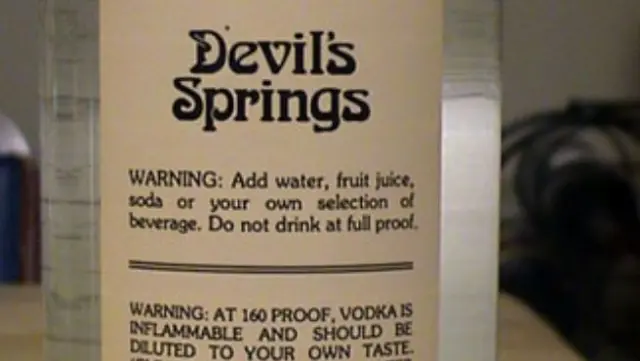 Devil's
Springs
WARNING: Add water, fruit juice,
soda or your own selection of
beverage. Do not drink at full proof.
WARNING: AT 160 PROOF, VODKA IS
INFLAMMABLE AND SHOULD BE
DILUTED TO YOUR OWN TASTE.